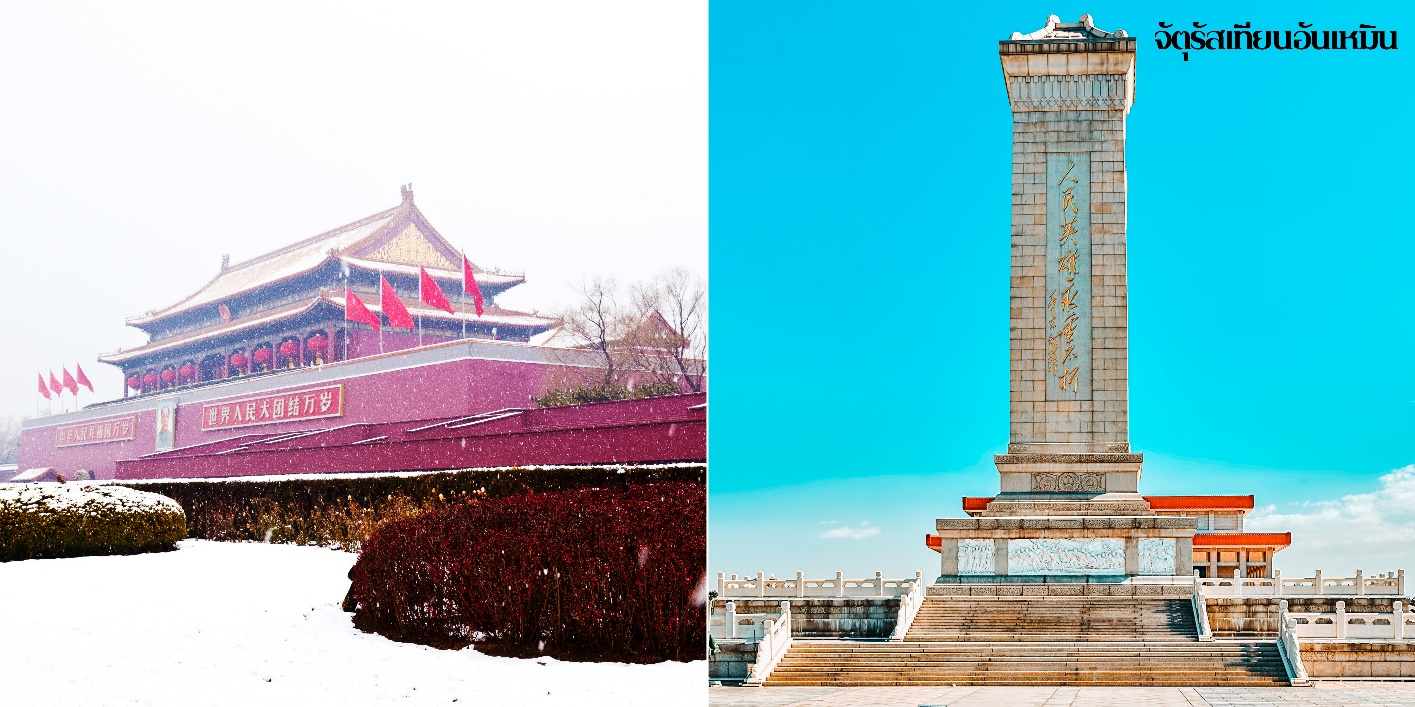 中华人民共和国万岁
世界人民大团结万岁
จัตุรัสเทียนอันเหมิน
人民英雄永垂不朽